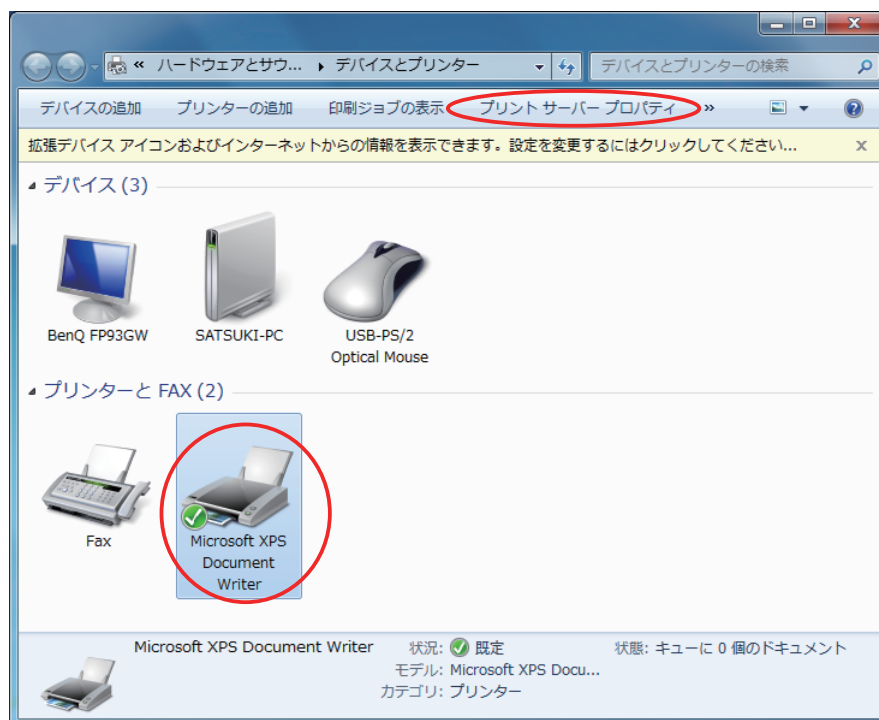 « ハードウェアとサウ... ▸ デバイスとプリンター
デバイスとプリンターの検索
デバイスの追加 プリンターの追加 印刷ジョブの表示 プリント サーバー プロパティ »
拡張デバイス アイコンおよびインターネットからの情報を表示できます。設定を変更するにはクリックしてください... x
デバイス (3)
BenQ FP93GW
SATSUKI-PC
USB-PS/2
Optical Mouse
プリンターと FAX (2)
Fax
Microsoft XPS
Document
Writer
Microsoft XPS Document Writer 状況: 既定 状態: キューに 0 個のドキュメント
モデル: Microsoft XPS Docu...
カテゴリ: プリンター